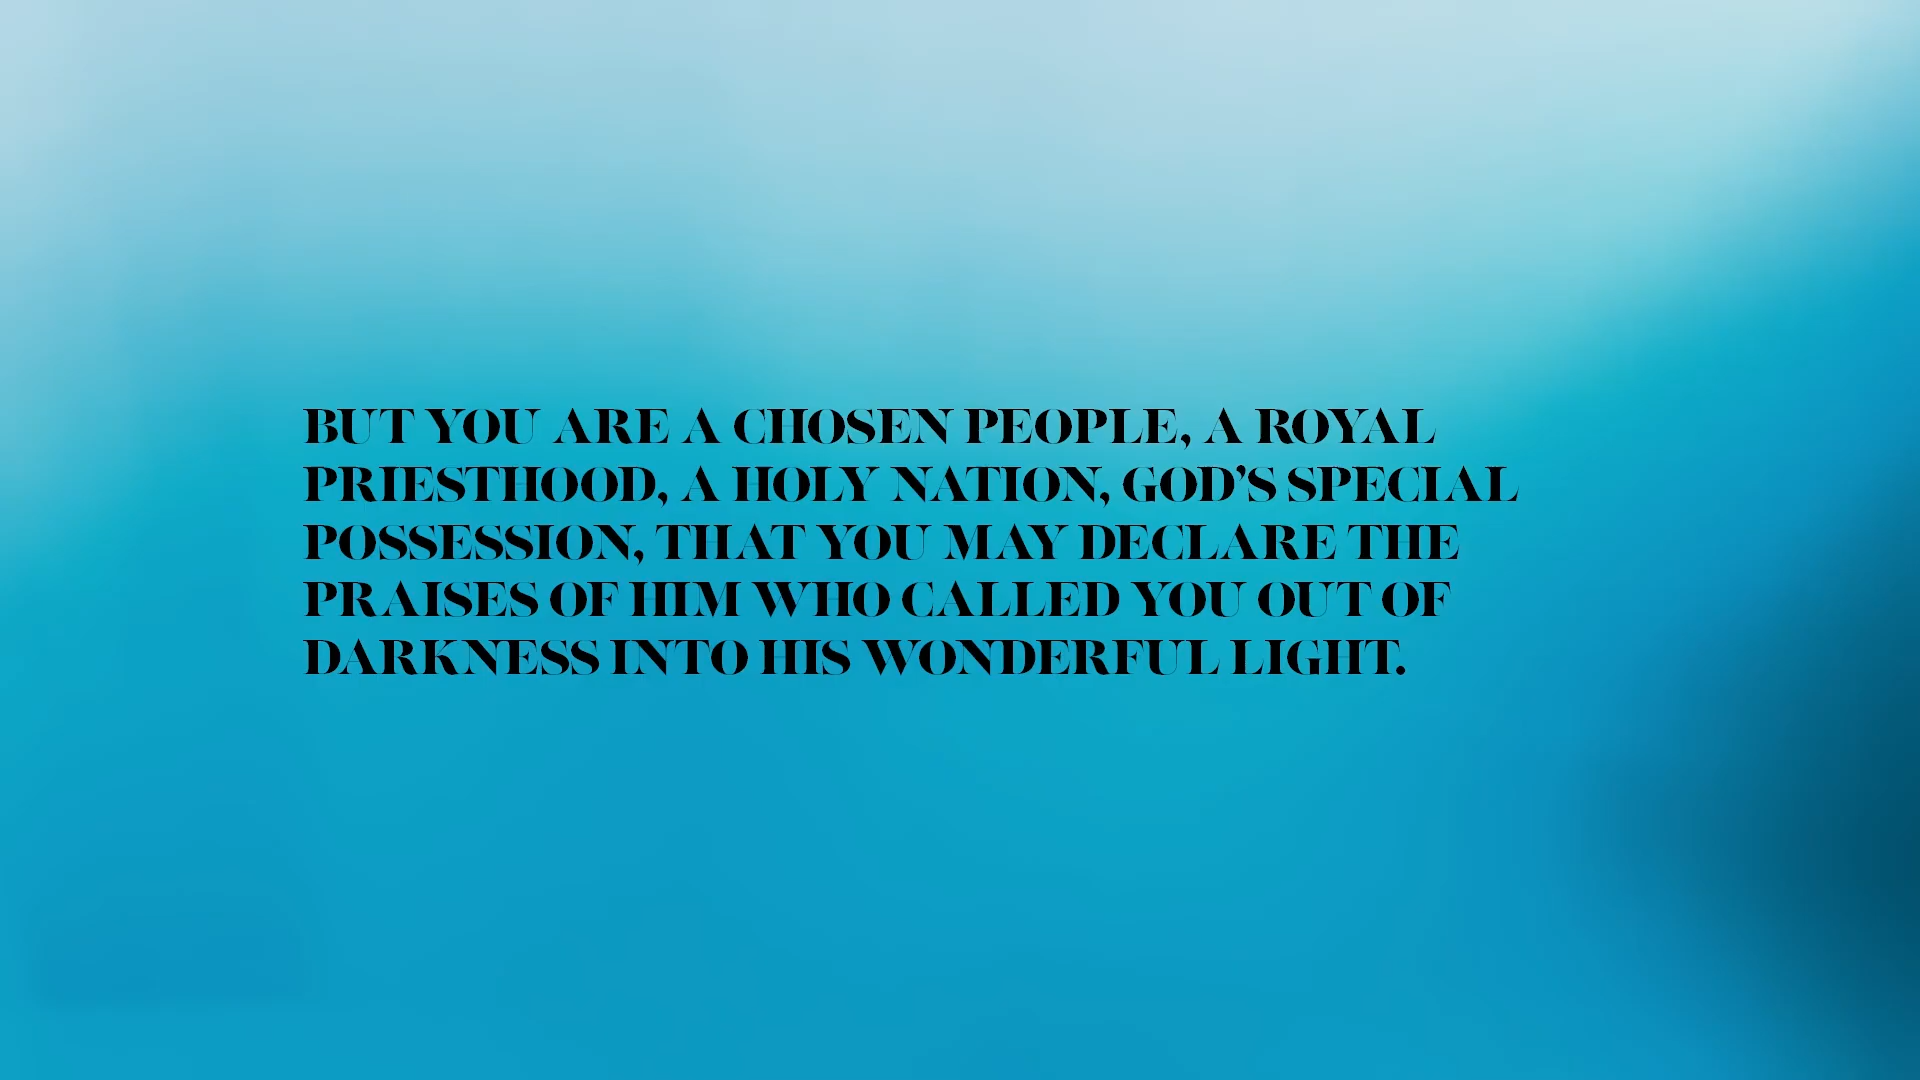 BUT YOU ARE A CHOSEN PEOPLE, A ROYAL
PRIESTHOOD, A HOLY NATION, GOD’S SPECIAL
POSSESSION, THAT YOU MAY DECLARE THE
PRAISES OF HIM WHO CALLED YOU OUT OF
DARKNESS INTO HIS WONDERFUL LIGHT.